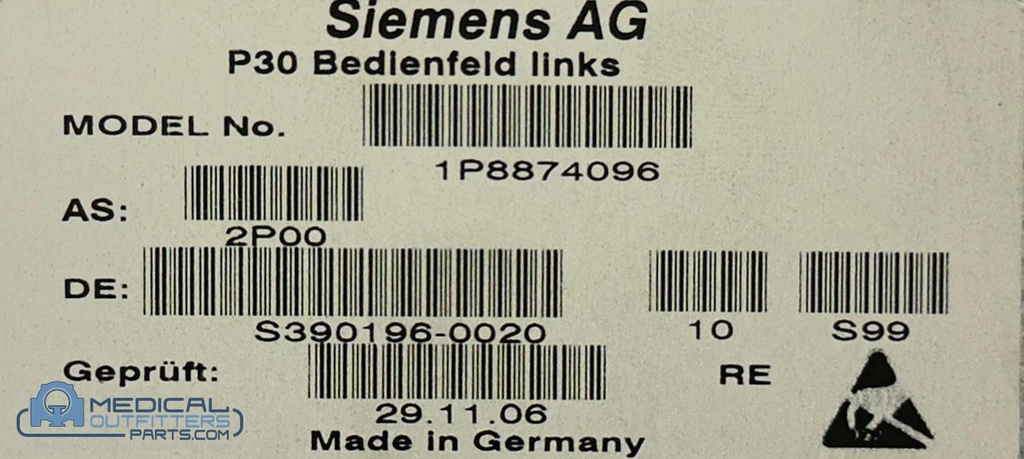 Siemens AG
P30 Bedienfeld links
MODEL No.
1P8874096
AS:
2P00
DE:
S390196-0020 10 S99
Geprüft: RE
29.11.06
Made in Germany
MEDICAL
OUTFITTERS
PARTS.COM